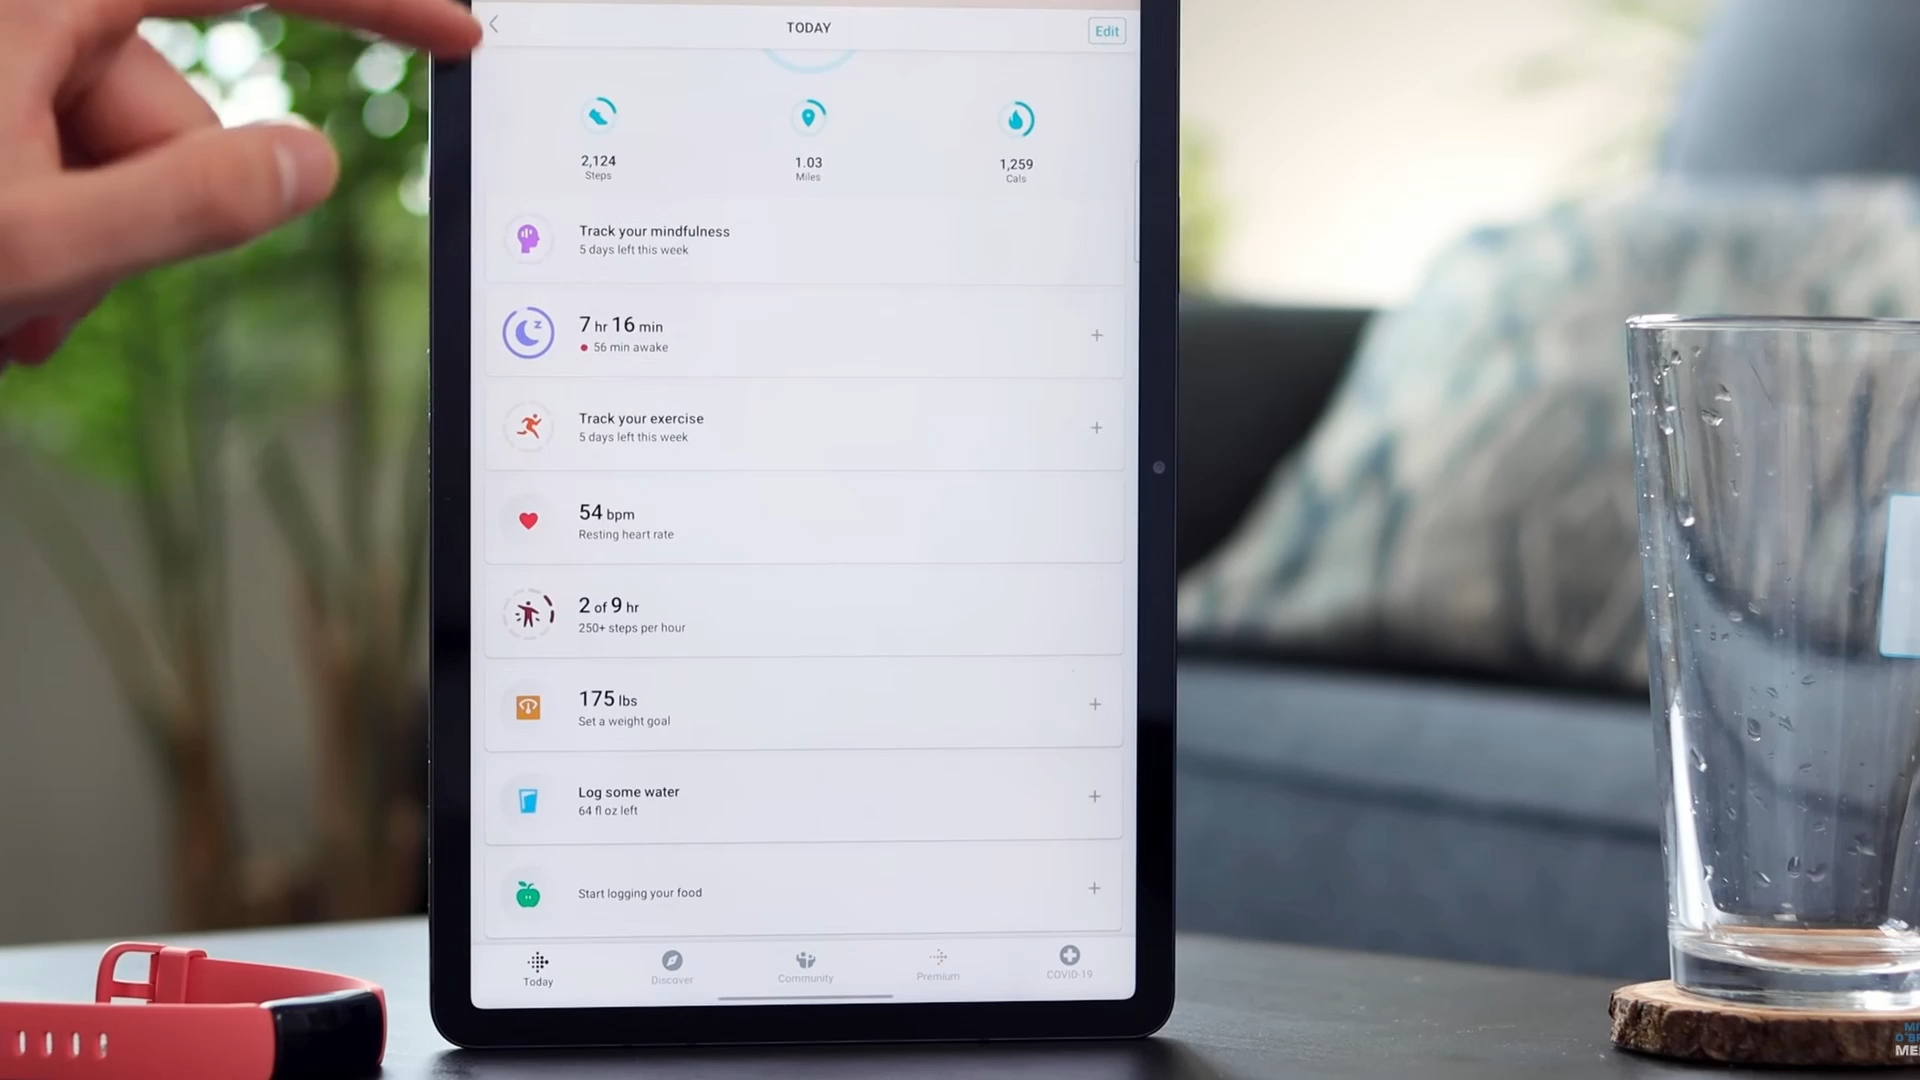 TODAY
Edit
2,124
Steps
1.03
Miles
1,259
Cals
Track your mindfulness
5 days left this week
z
7 hr 16 min
56 min awake
Track your exercise
5 days left this week
54 bpm
Resting heart rate
2 of 9 hr
250+ steps per hour
175 lbs
Set a weight goal
Log some water
64 fl oz left
Start logging your food
Today
Discover
Community
Premium
COVID-19